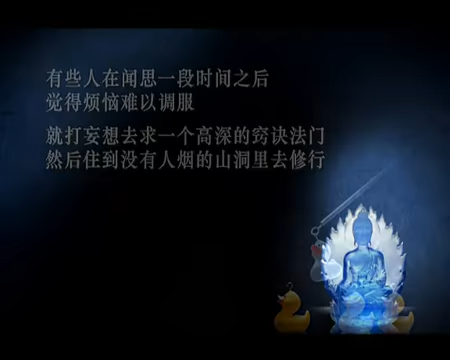 有些人在闻思一段时间之后
觉得烦恼难以调服
就打妄想去求一个高深的窍诀法门
然后住到没有人烟的山洞里去修行